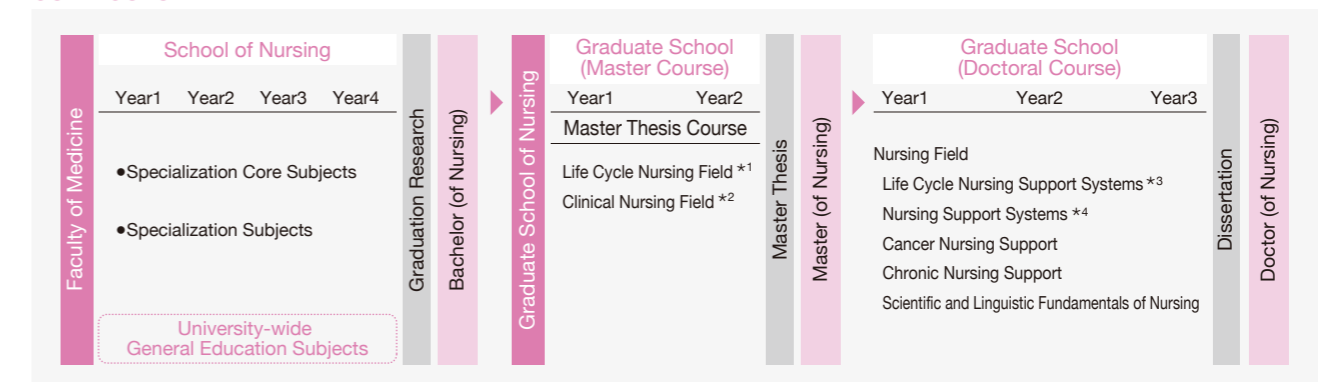 Faculty of Medicine
School of Nursing
Year1 Year2 Year3 Year4
●Specialization Core Subjects
●Specialization Subjects
University-wide
General Education Subjects
Graduation Research
Bachelor (of Nursing)
Graduate School of Nursing
Graduate School
(Master Course)
Year1 Year2
Master Thesis Course
Life Cycle Nursing Field *1
Clinical Nursing Field *2
Master Thesis
Master (of Nursing)
Graduate School
(Doctoral Course)
Year1 Year2 Year3
Nursing Field
Life Cycle Nursing Support Systems *3
Nursing Support Systems *4
Cancer Nursing Support
Chronic Nursing Support
Scientific and Linguistic Fundamentals of Nursing
Dissertation
Doctor (of Nursing)